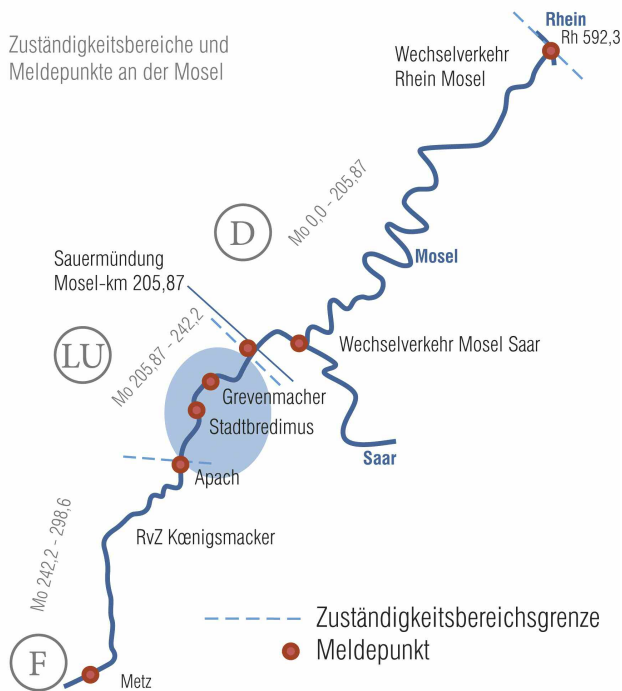 Zuständigkeitsbereiche und
Meldepunkte an der Mosel
Rhein
Rh 592,3
Wechselverkehr
Rhein Mosel
Mo 0,0 - 205,87
D
Mosel
Sauermündung
Mosel-km 205,87
LU
Mo 205,87 - 242,2
Wechselverkehr Mosel Saar
Grevenmacher
Stadtbredimus
Saar
Apach
RvZ Kœnigsmacker
Mo 242,2 - 298,6
Zuständigkeitsbereichsgrenze
Meldepunkt
F
Metz